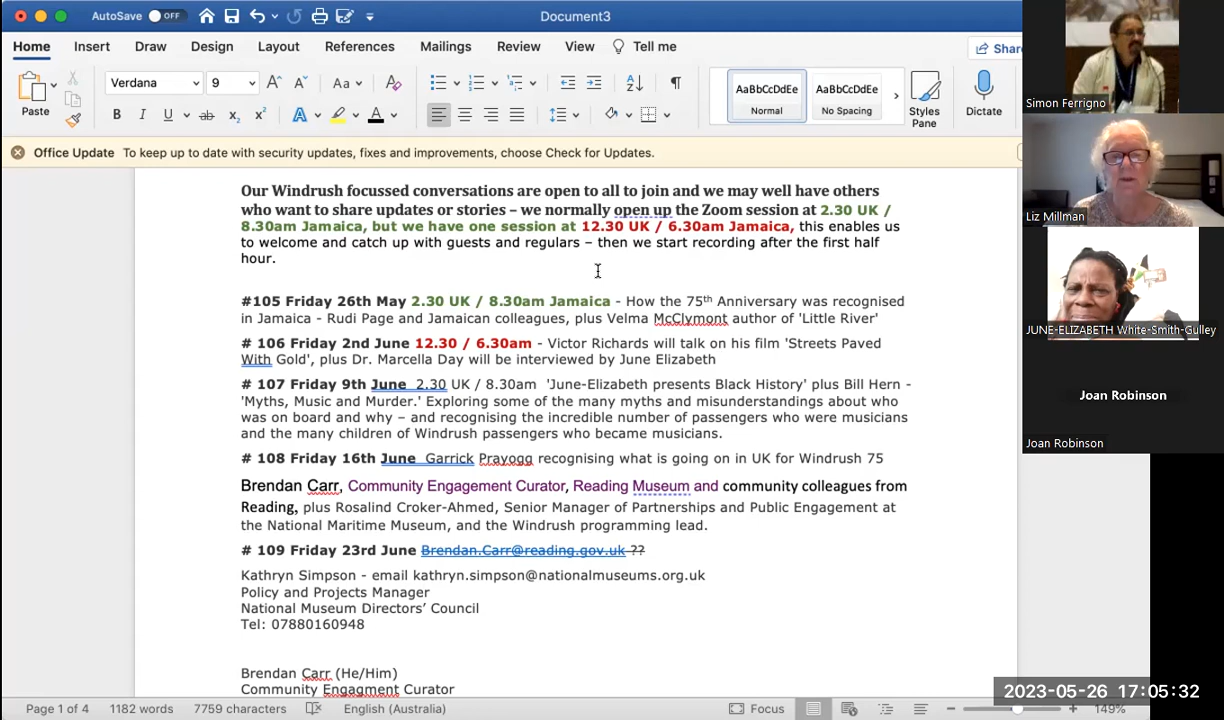 AutoSave OFF
Document3
Home Insert Draw Design Layout References Mailings Review View Tell me
Paste
Verdana 9
Aa
B I U ab x₂ x²
AaBbCcDdEe
Normal
AaBbCcDdEe
No Spacing
Styles Pane
Dictate
Office Update To keep up to date with security updates, fixes and improvements, choose Check for Updates.
Our Windrush focussed conversations are open to all to join and we may well have others
who want to share updates or stories – we normally open up the Zoom session at 2.30 UK /
8.30am Jamaica, but we have one session at 12.30 UK / 6.30am Jamaica, this enables us
to welcome and catch up with guests and regulars – then we start recording after the first half
hour.
#105 Friday 26th May 2.30 UK / 8.30am Jamaica - How the 75th Anniversary was recognised
in Jamaica - Rudi Page and Jamaican colleagues, plus Velma McClymont author of 'Little River'
# 106 Friday 2nd June 12.30 / 6.30am - Victor Richards will talk on his film 'Streets Paved
With Gold', plus Dr. Marcella Day will be interviewed by June Elizabeth
# 107 Friday 9th June 2.30 UK / 8.30am 'June-Elizabeth presents Black History' plus Bill Hern -
'Myths, Music and Murder.' Exploring some of the many myths and misunderstandings about who
was on board and why – and recognising the incredible number of passengers who were musicians
and the many children of Windrush passengers who became musicians.
# 108 Friday 16th June Garrick Prayogg recognising what is going on in UK for Windrush 75
Brendan Carr, Community Engagement Curator, Reading Museum and community colleagues from
Reading, plus Rosalind Croker-Ahmed, Senior Manager of Partnerships and Public Engagement at
the National Maritime Museum, and the Windrush programming lead.
# 109 Friday 23rd June Brendan.Carr@reading.gov.uk ??
Kathryn Simpson - email kathryn.simpson@nationalmuseums.org.uk
Policy and Projects Manager
National Museum Directors' Council
Tel: 07880160948
Brendan Carr (He/Him)
Community Engagment Curator
Page 1 of 4 1182 words 7759 characters English (Australia) Focus 149%
Simon Ferrigno
Liz Millman
JUNE-ELIZABETH White-Smith-Gulley
Joan Robinson
Joan Robinson
2023-05-26 17:05:32